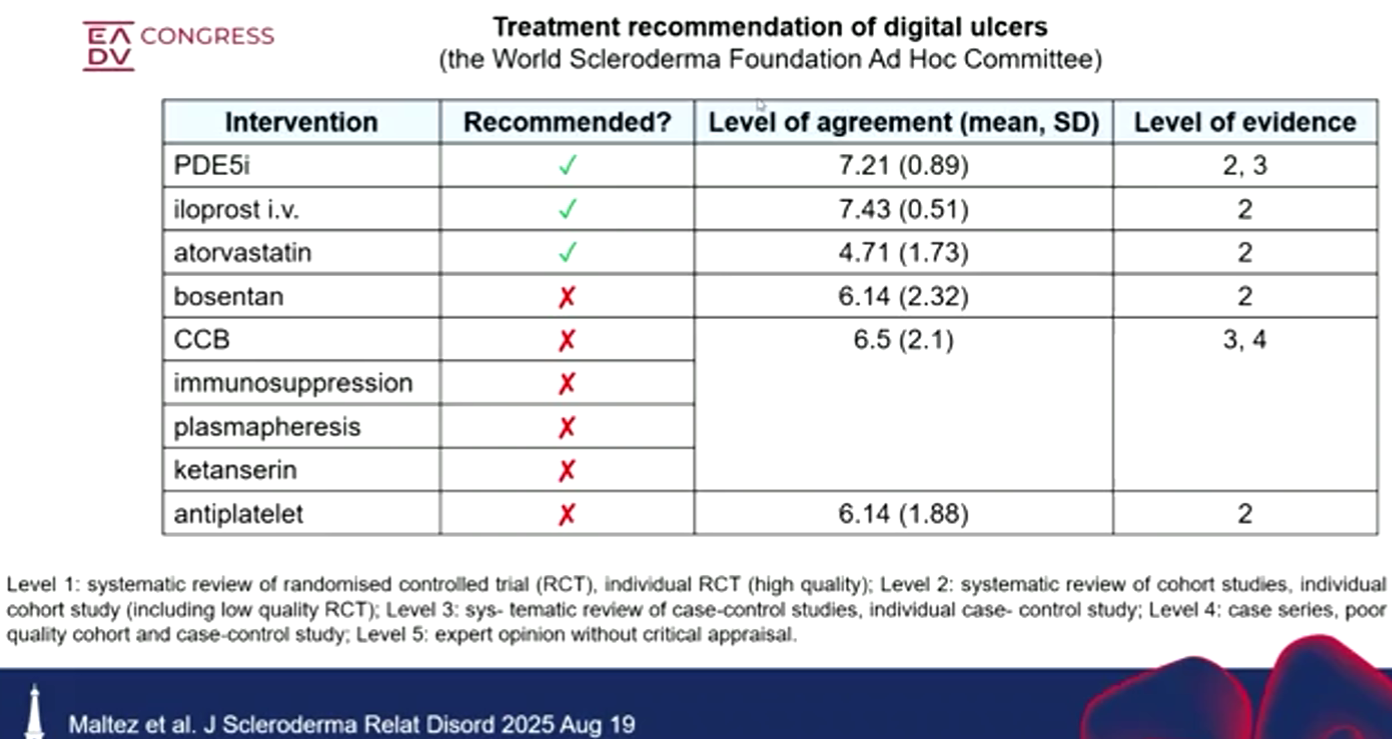 EADV CONGRESS
Treatment recommendation of digital ulcers
(the World Scleroderma Foundation Ad Hoc Committee)
Intervention Recommended? Level of agreement (mean, SD) Level of evidence
PDE5i ✓ 7.21 (0.89) 2, 3
iloprost i.v. ✓ 7.43 (0.51) 2
atorvastatin ✓ 4.71 (1.73) 2
bosentan ✗ 6.14 (2.32) 2
CCB ✗ 6.5 (2.1) 3, 4
immunosuppression ✗
plasmapheresis ✗
ketanserin ✗
antiplatelet ✗ 6.14 (1.88) 2
Level 1: systematic review of randomised controlled trial (RCT), individual RCT (high quality); Level 2: systematic review of cohort studies, individual
cohort study (including low quality RCT); Level 3: sys- tematic review of case-control studies, individual case- control study; Level 4: case series, poor
quality cohort and case-control study; Level 5: expert opinion without critical appraisal.
Maltez et al. J Scleroderma Relat Disord 2025 Aug 19